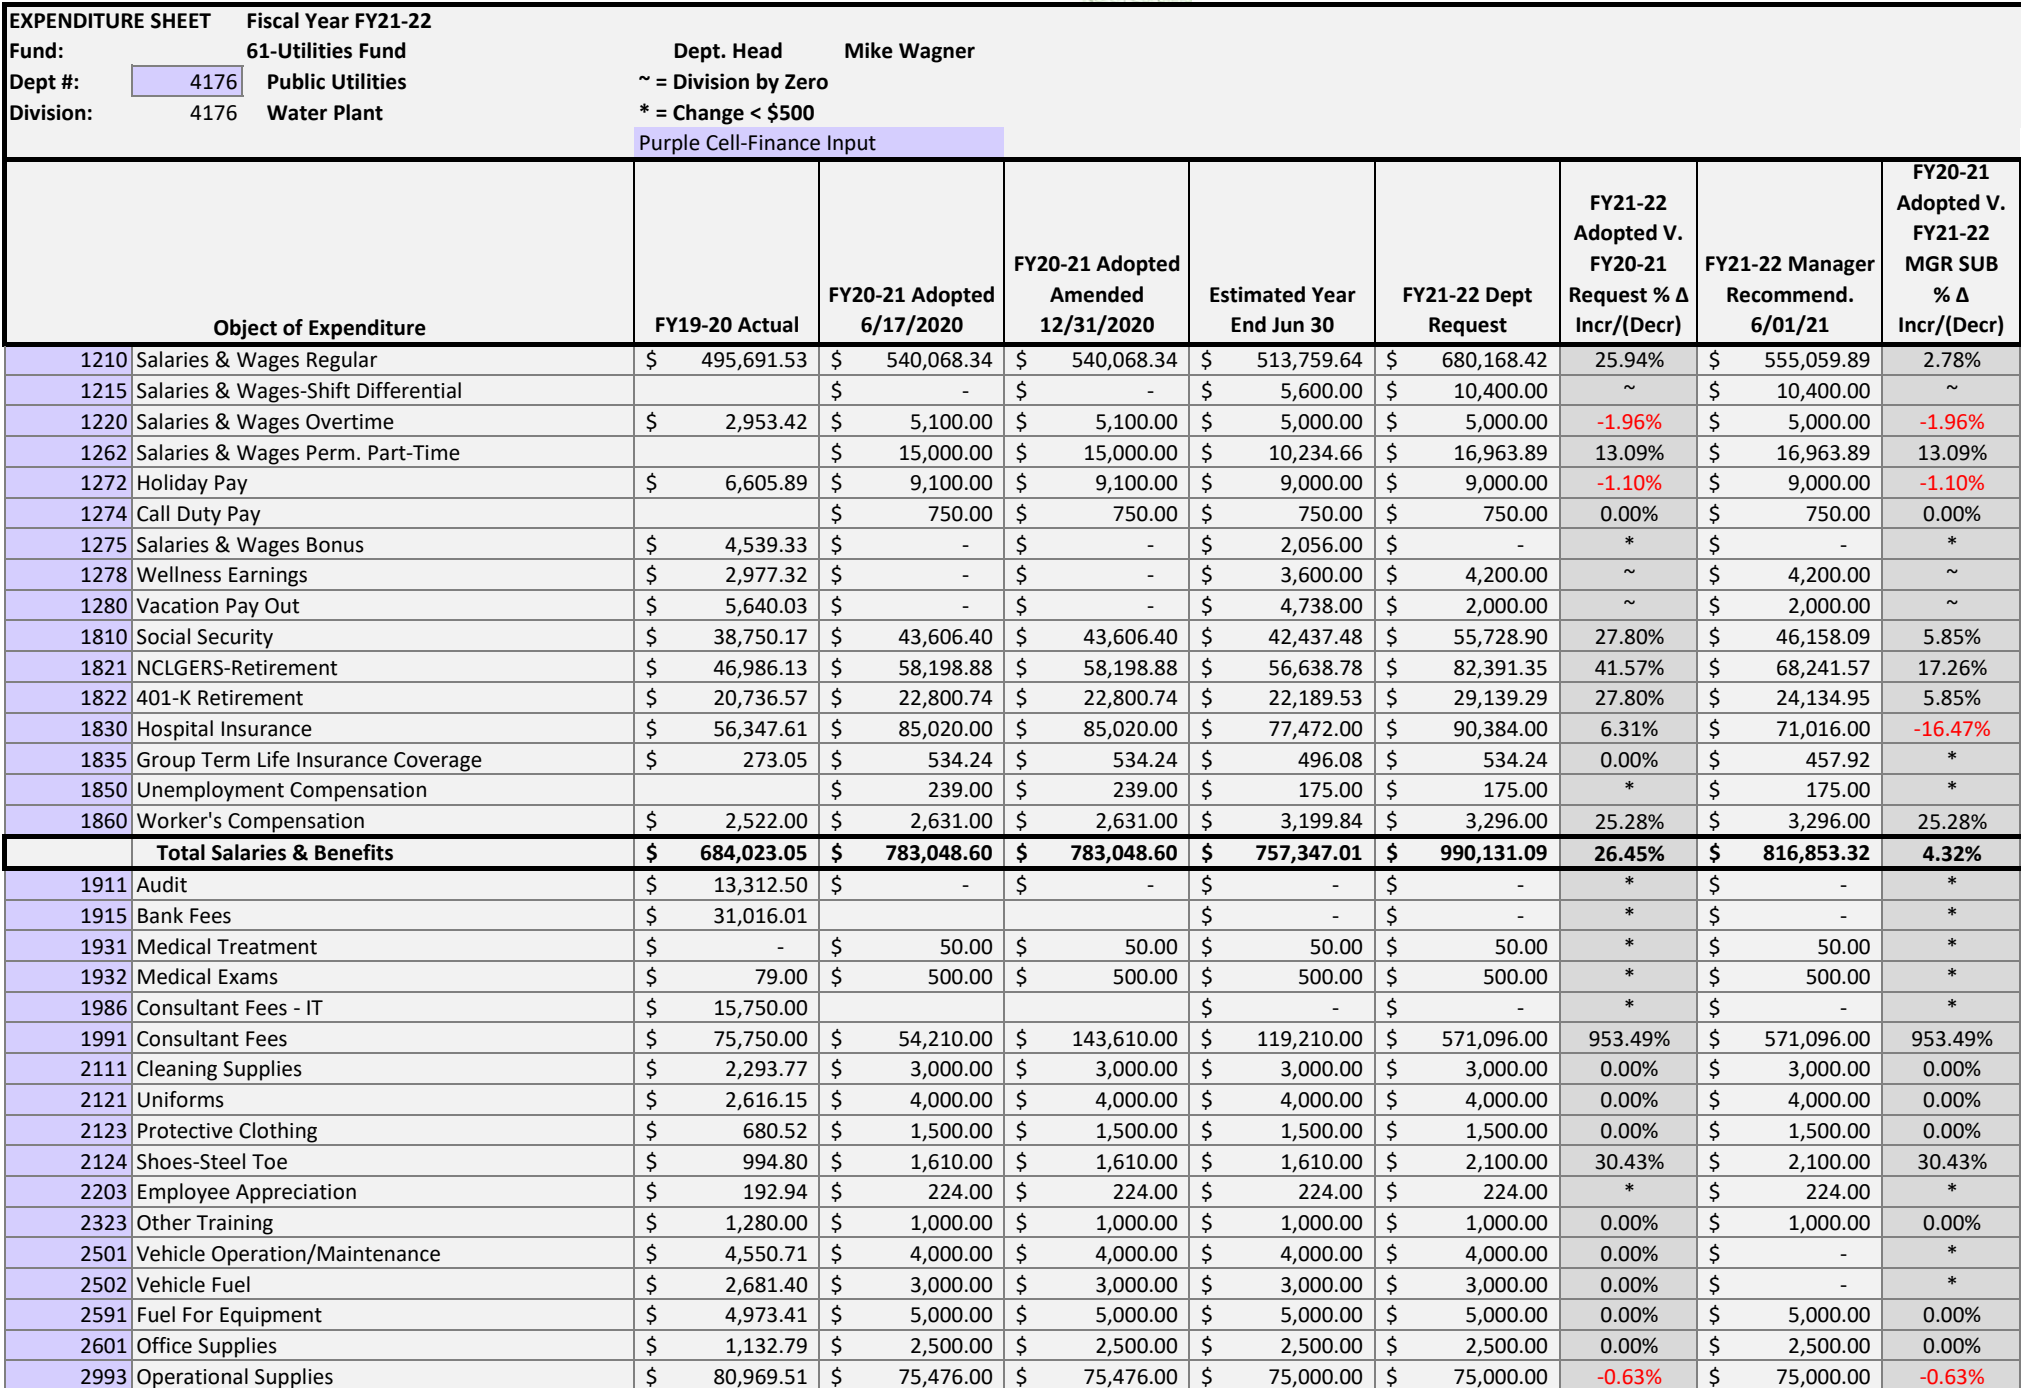 EXPENDITURE SHEET Fiscal Year FY21-22
Fund: 61-Utilities Fund Dept. Head Mike Wagner
Dept #: 4176 Public Utilities ~ = Division by Zero
Division: 4176 Water Plant * = Change < $500
Purple Cell-Finance Input
FY20-21
FY21-22 Adopted V.
Adopted V. FY21-22
FY20-21 Adopted FY20-21 FY21-22 Manager MGR SUB
FY20-21 Adopted Amended Estimated Year FY21-22 Dept Request % Δ Recommend. % Δ
Object of Expenditure FY19-20 Actual 6/17/2020 12/31/2020 End Jun 30 Request Incr/(Decr) 6/01/21 Incr/(Decr)
1210 Salaries & Wages Regular $ 495,691.53 $ 540,068.34 $ 540,068.34 $ 513,759.64 $ 680,168.42 25.94% $ 555,059.89 2.78%
1215 Salaries & Wages-Shift Differential $ - $ - $ 5,600.00 $ 10,400.00 ~ $ 10,400.00 ~
1220 Salaries & Wages Overtime $ 2,953.42 $ 5,100.00 $ 5,100.00 $ 5,000.00 $ 5,000.00 -1.96% $ 5,000.00 -1.96%
1262 Salaries & Wages Perm. Part-Time $ 15,000.00 $ 15,000.00 $ 10,234.66 $ 16,963.89 13.09% $ 16,963.89 13.09%
1272 Holiday Pay $ 6,605.89 $ 9,100.00 $ 9,100.00 $ 9,000.00 $ 9,000.00 -1.10% $ 9,000.00 -1.10%
1274 Call Duty Pay $ 750.00 $ 750.00 $ 750.00 $ 750.00 0.00% $ 750.00 0.00%
1275 Salaries & Wages Bonus $ 4,539.33 $ - $ - $ 2,056.00 $ - * $ - *
1278 Wellness Earnings $ 2,977.32 $ - $ - $ 3,600.00 $ 4,200.00 ~ $ 4,200.00 ~
1280 Vacation Pay Out $ 5,640.03 $ - $ - $ 4,738.00 $ 2,000.00 ~ $ 2,000.00 ~
1810 Social Security $ 38,750.17 $ 43,606.40 $ 43,606.40 $ 42,437.48 $ 55,728.90 27.80% $ 46,158.09 5.85%
1821 NCLGERS-Retirement $ 46,986.13 $ 58,198.88 $ 58,198.88 $ 56,638.78 $ 82,391.35 41.57% $ 68,241.57 17.26%
1822 401-K Retirement $ 20,736.57 $ 22,800.74 $ 22,800.74 $ 22,189.53 $ 29,139.29 27.80% $ 24,134.95 5.85%
1830 Hospital Insurance $ 56,347.61 $ 85,020.00 $ 85,020.00 $ 77,472.00 $ 90,384.00 6.31% $ 71,016.00 -16.47%
1835 Group Term Life Insurance Coverage $ 273.05 $ 534.24 $ 534.24 $ 496.08 $ 534.24 0.00% $ 457.92 *
1850 Unemployment Compensation $ 239.00 $ 239.00 $ 175.00 $ 175.00 * $ 175.00 *
1860 Worker's Compensation $ 2,522.00 $ 2,631.00 $ 2,631.00 $ 3,199.84 $ 3,296.00 25.28% $ 3,296.00 25.28%
Total Salaries & Benefits $ 684,023.05 $ 783,048.60 $ 783,048.60 $ 757,347.01 $ 990,131.09 26.45% $ 816,853.32 4.32%
1911 Audit $ 13,312.50 $ - $ - $ - $ - * $ - *
1915 Bank Fees $ 31,016.01 $ - $ - * $ - *
1931 Medical Treatment $ - $ 50.00 $ 50.00 $ 50.00 $ 50.00 * $ 50.00 *
1932 Medical Exams $ 79.00 $ 500.00 $ 500.00 $ 500.00 $ 500.00 * $ 500.00 *
1986 Consultant Fees - IT $ 15,750.00 $ - $ - * $ - *
1991 Consultant Fees $ 75,750.00 $ 54,210.00 $ 143,610.00 $ 119,210.00 $ 571,096.00 953.49% $ 571,096.00 953.49%
2111 Cleaning Supplies $ 2,293.77 $ 3,000.00 $ 3,000.00 $ 3,000.00 $ 3,000.00 0.00% $ 3,000.00 0.00%
2121 Uniforms $ 2,616.15 $ 4,000.00 $ 4,000.00 $ 4,000.00 $ 4,000.00 0.00% $ 4,000.00 0.00%
2123 Protective Clothing $ 680.52 $ 1,500.00 $ 1,500.00 $ 1,500.00 $ 1,500.00 0.00% $ 1,500.00 0.00%
2124 Shoes-Steel Toe $ 994.80 $ 1,610.00 $ 1,610.00 $ 1,610.00 $ 2,100.00 30.43% $ 2,100.00 30.43%
2203 Employee Appreciation $ 192.94 $ 224.00 $ 224.00 $ 224.00 $ 224.00 * $ 224.00 *
2323 Other Training $ 1,280.00 $ 1,000.00 $ 1,000.00 $ 1,000.00 $ 1,000.00 0.00% $ 1,000.00 0.00%
2501 Vehicle Operation/Maintenance $ 4,550.71 $ 4,000.00 $ 4,000.00 $ 4,000.00 $ 4,000.00 0.00% $ - *
2502 Vehicle Fuel $ 2,681.40 $ 3,000.00 $ 3,000.00 $ 3,000.00 $ 3,000.00 0.00% $ - *
2591 Fuel For Equipment $ 4,973.41 $ 5,000.00 $ 5,000.00 $ 5,000.00 $ 5,000.00 0.00% $ 5,000.00 0.00%
2601 Office Supplies $ 1,132.79 $ 2,500.00 $ 2,500.00 $ 2,500.00 $ 2,500.00 0.00% $ 2,500.00 0.00%
2993 Operational Supplies $ 80,969.51 $ 75,476.00 $ 75,476.00 $ 75,000.00 $ 75,000.00 -0.63% $ 75,000.00 -0.63%